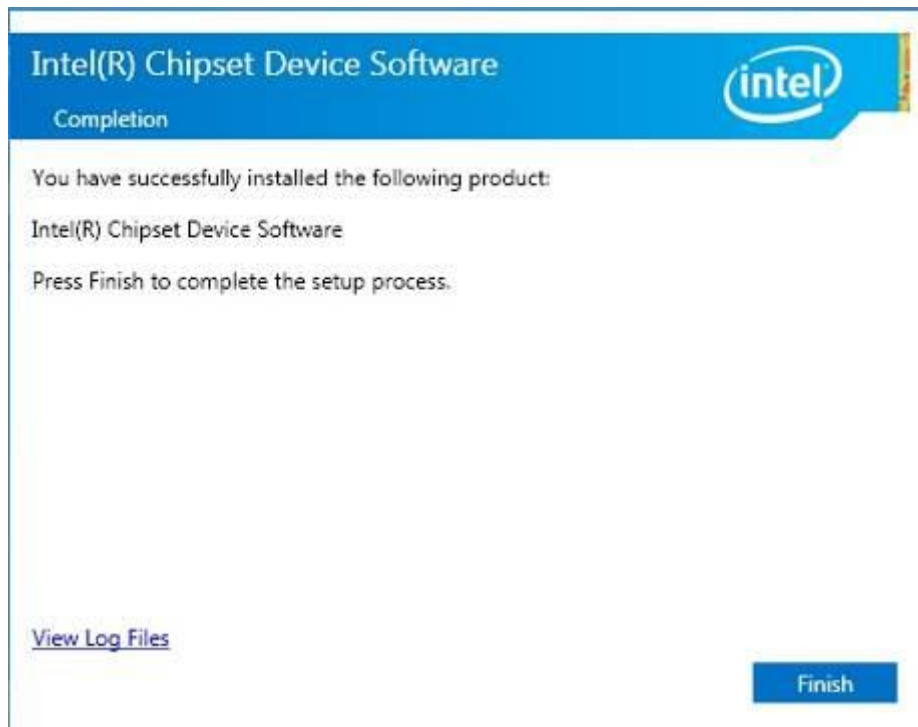 Intel(R) Chipset Device Software
intel
Completion
You have successfully installed the following product:
Intel(R) Chipset Device Software
Press Finish to complete the setup process.
View Log Files
Finish